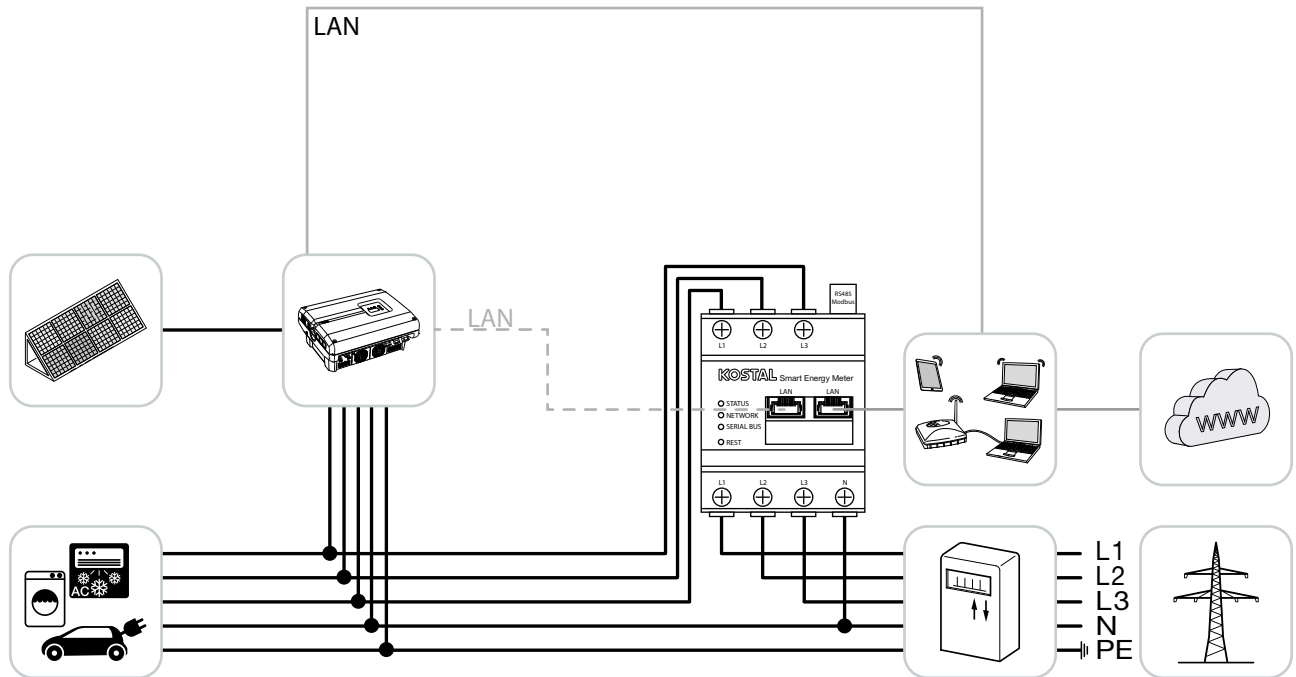 LAN
LAN
RS485
Modbus
L1 L2 L3
KOSTAL Smart Energy Meter
LAN LAN
STATUS
NETWORK
SERIAL BUS
REST
WWW
L1 L2 L3 N
AC
L1
L2
L3
N
PE